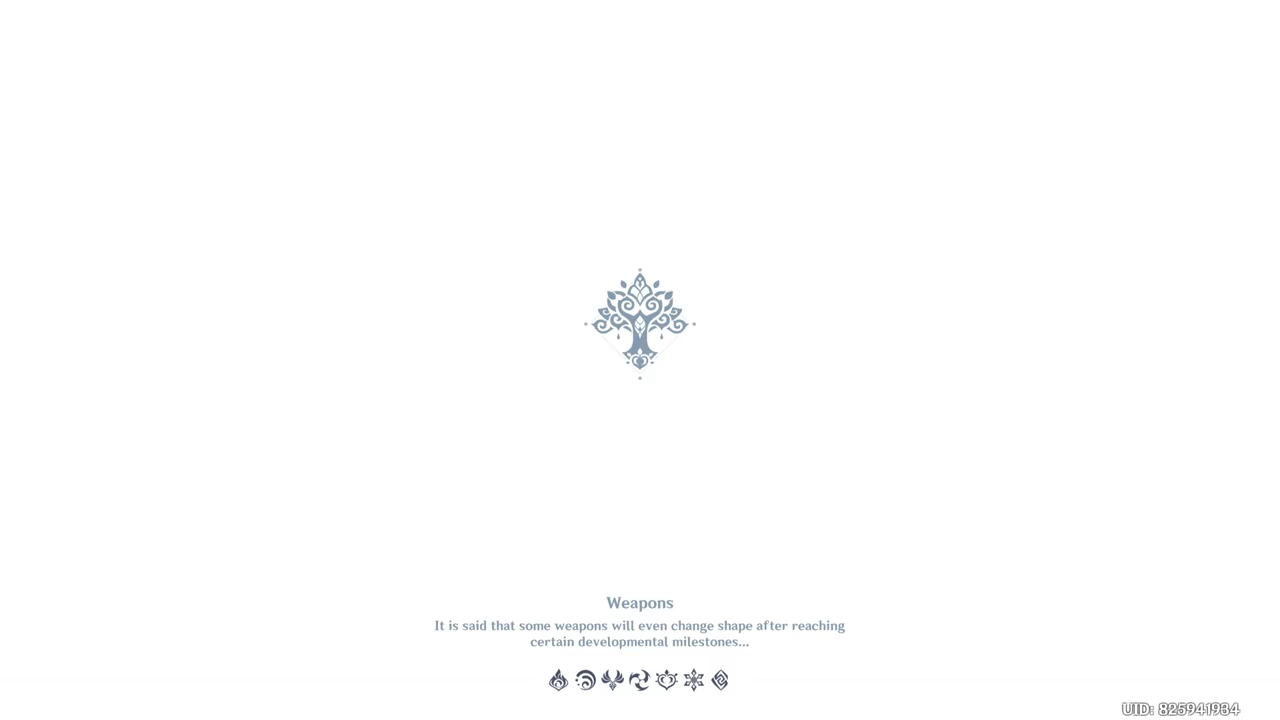 Weapons
It is said that some weapons will even change shape after reaching
certain developmental milestones...
UID: 825941934